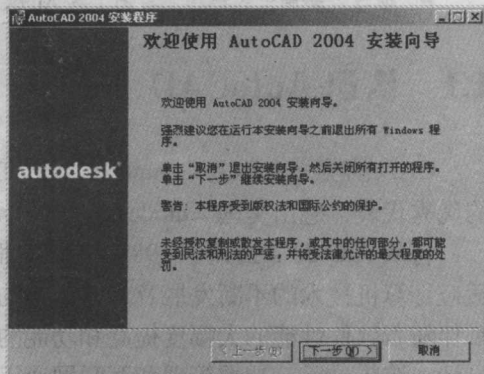 AutoCAD 2004 安装程序
欢迎使用 AutoCAD 2004 安装向导
欢迎使用 AutoCAD 2004 安装向导。
强烈建议您在运行本安装向导之前退出所有 Windows 程
序。
autodesk
单击“取消”退出安装向导，然后关闭所有打开的程序。
单击“下一步”继续安装向导。
警告：本程序受到版权法和国际公约的保护。
未经授权复制或散发本程序，或其中的任何部分，都可能
受到民法和刑法的严惩，并将受法律允许的最大程度的处
罚。
< 上一步(B) 下一步(N) > 取消